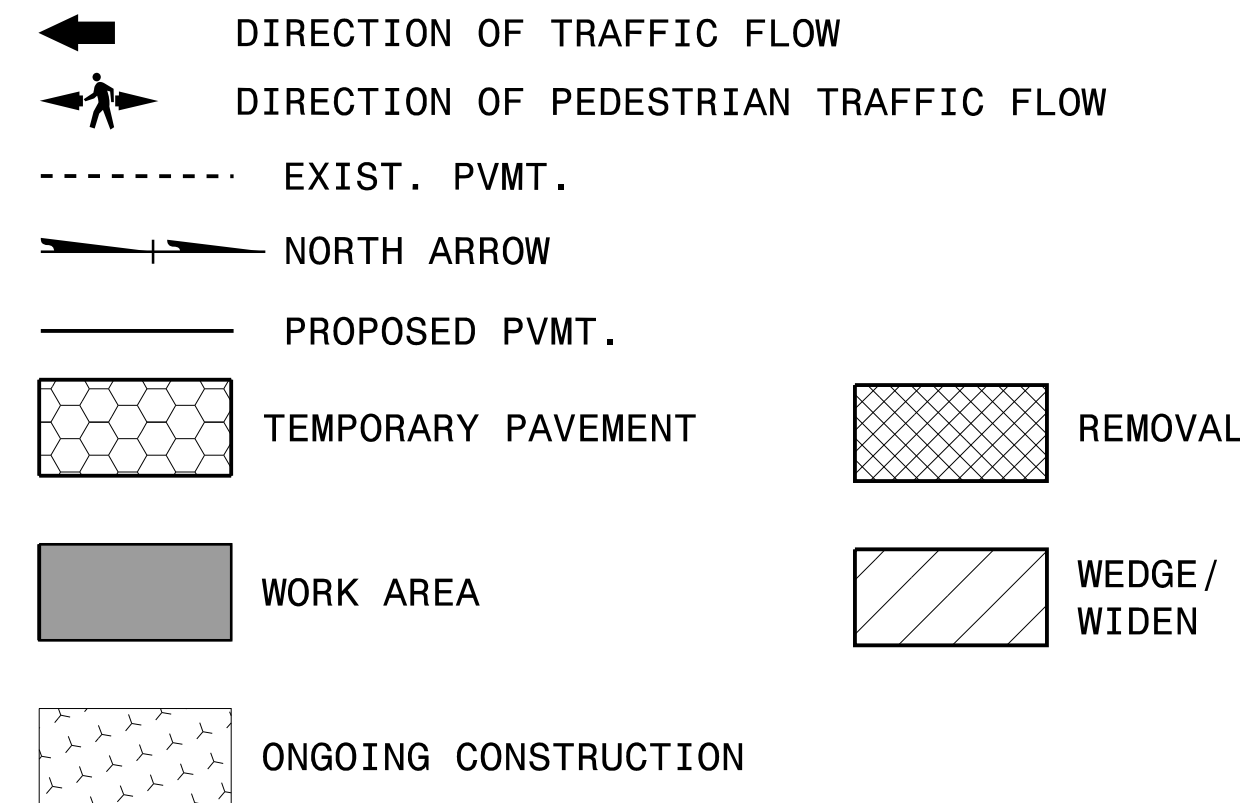 DIRECTION OF TRAFFIC FLOW
DIRECTION OF PEDESTRIAN TRAFFIC FLOW
EXIST. PVMT.
NORTH ARROW
PROPOSED PVMT.
TEMPORARY PAVEMENT
REMOVAL
WORK AREA
WEDGE/
WIDEN
ONGOING CONSTRUCTION